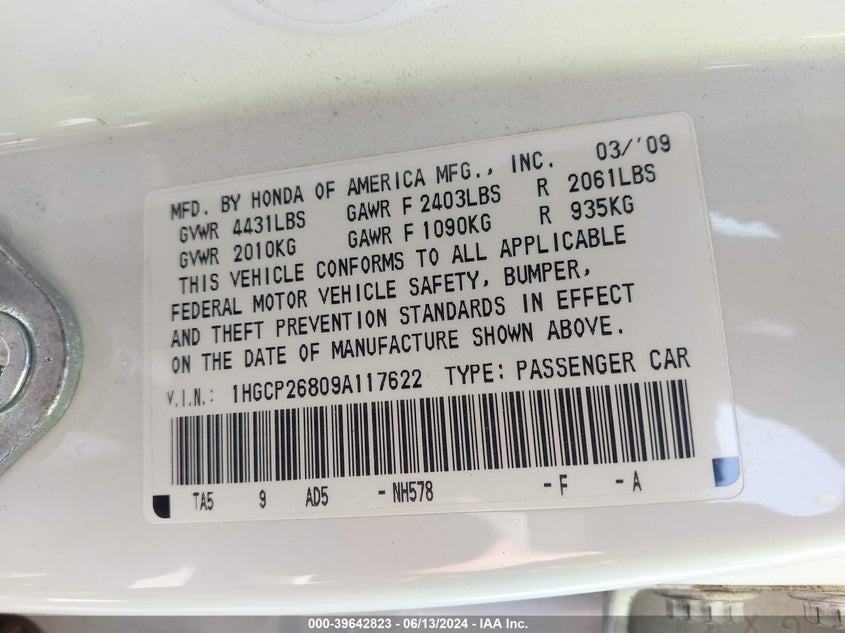 MFD. BY HONDA OF AMERICA MFG., INC. 03/'09
GVWR 4431LBS GAWR F 2403LBS R 2061LBS
GVWR 2010KG GAWR F 1090KG R 935KG
THIS VEHICLE CONFORMS TO ALL APPLICABLE
FEDERAL MOTOR VEHICLE SAFETY, BUMPER,
AND THEFT PREVENTION STANDARDS IN EFFECT
ON THE DATE OF MANUFACTURE SHOWN ABOVE.
V.I.N.: 1HGCP26809A117622 TYPE: PASSENGER CAR
TA5 9 AD5 - NH578 - F - A
000-39642823 - 06/13/2024 - IAA Inc.